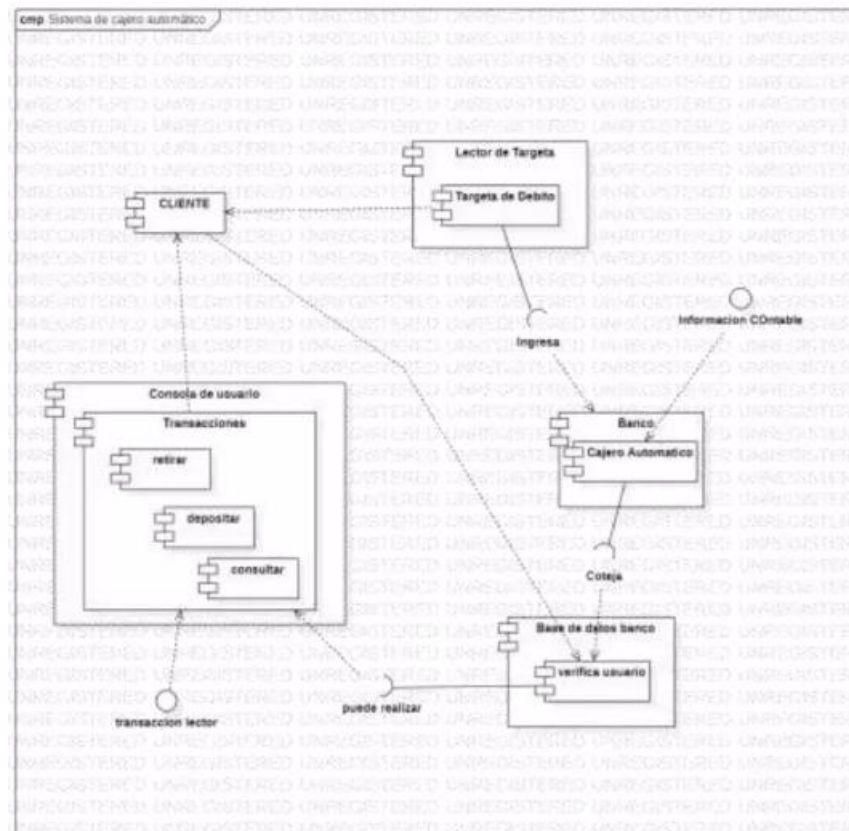 cmp Sistema de cajero automático
Lector de Targeta
Targeta de Debito
CLIENTE
Informacion COntable
Ingresa
Consola de usuario
Transacciones
retirar
depositar
consultar
Banco
Cajero Automatico
Coteja
Base de datos banco
verifica usuario
transaccion lector
puede realizar
UNREGISTERED